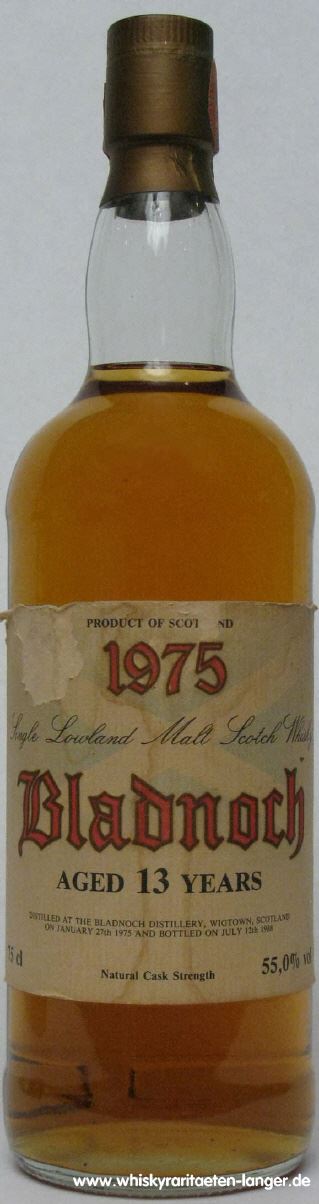 PRODUCT OF SCOT ND
1975
Single Lowland Malt Scotch Whisky
Bladnoch
AGED 13 YEARS
DISTILLED AT THE BLADNOCH DISTILLERY, WIGTOWN, SCOTLAND
ON JANUARY 27th 1975 AND BOTTLED ON JULY 12th 1988
75 cl
Natural Cask Strength
55,0% vol
www.whiskyraritaeten-langer.de